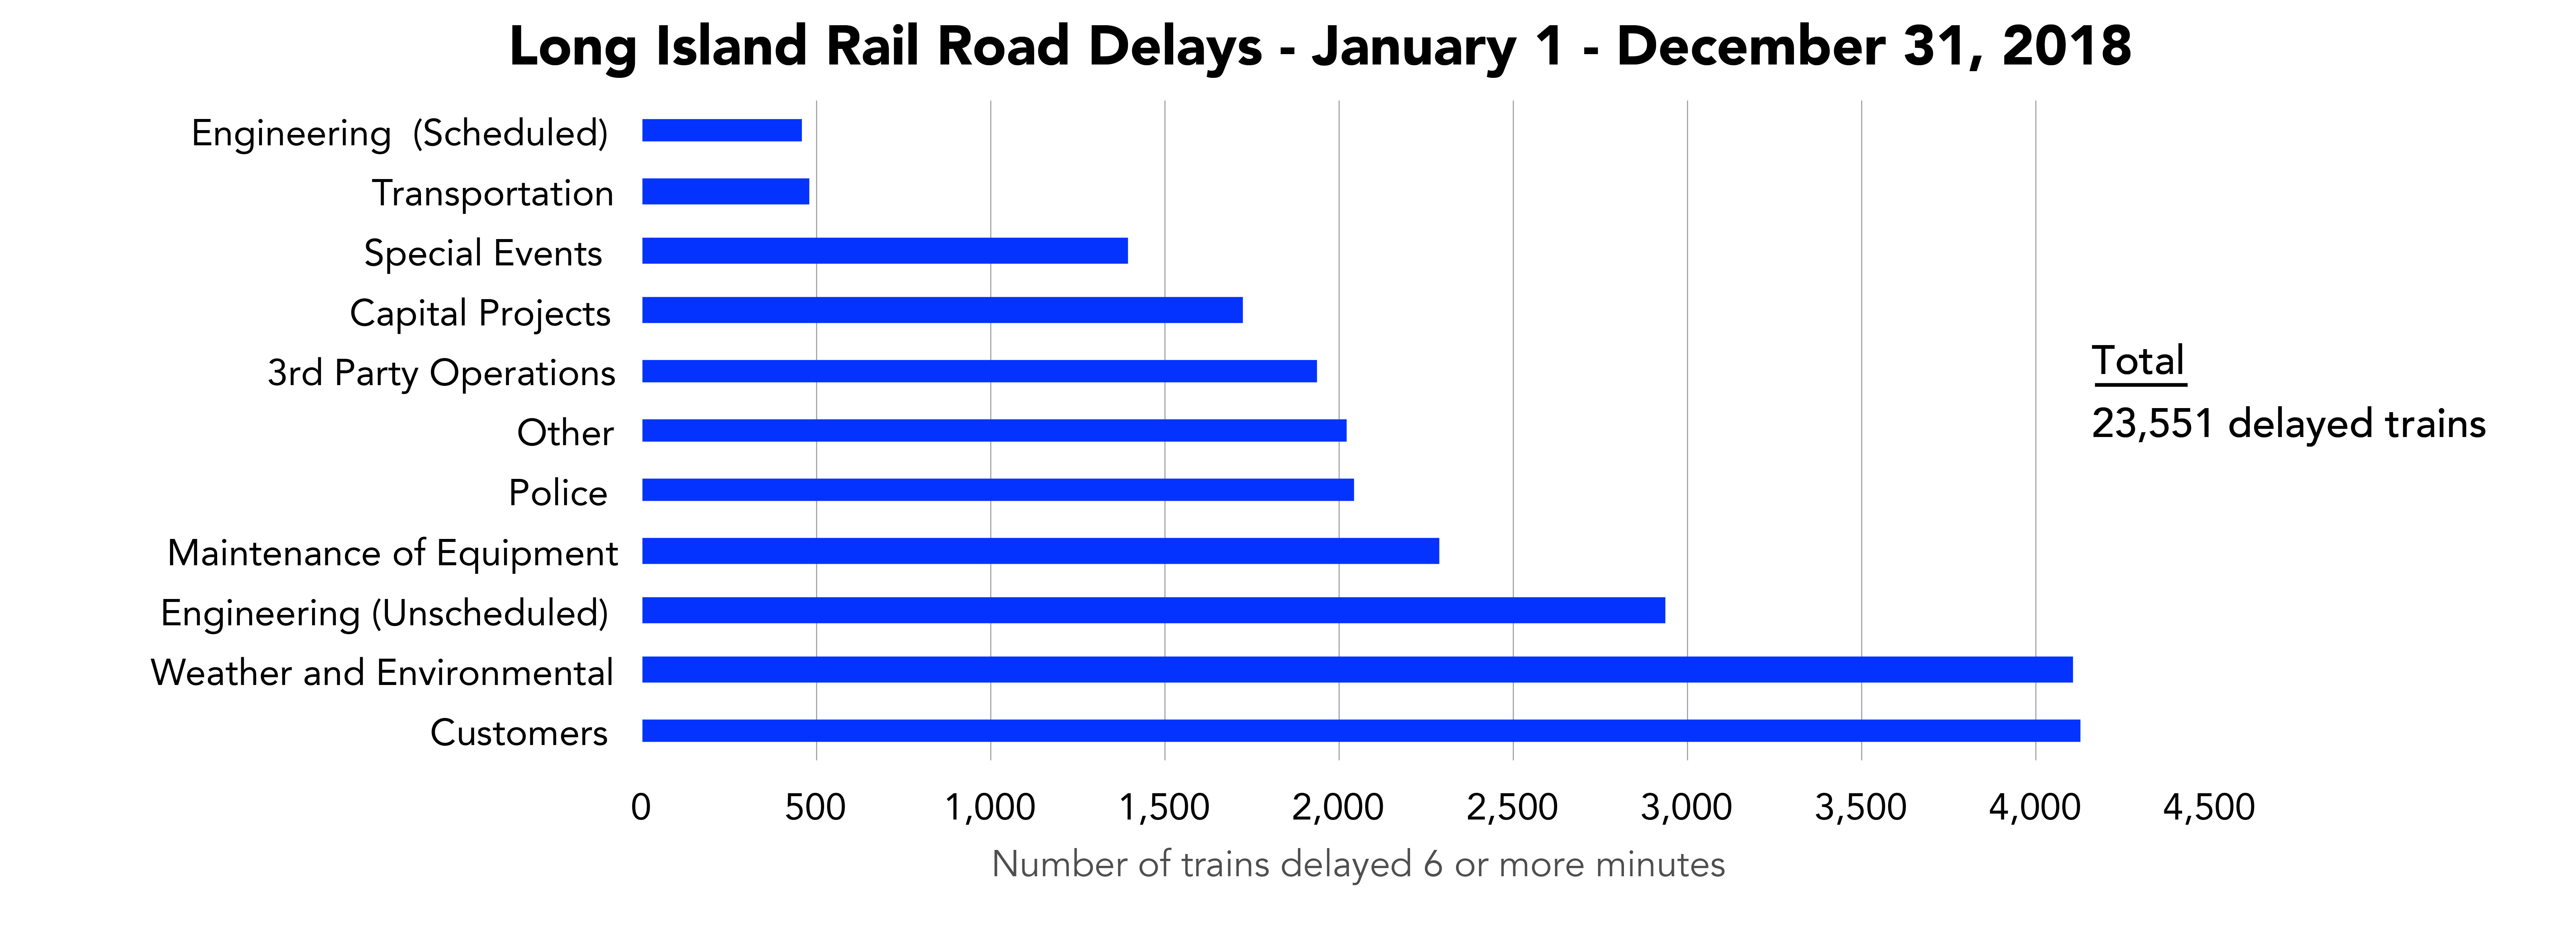 Long Island Rail Road Delays - January 1 - December 31, 2018
Engineering (Scheduled)
Transportation
Special Events
Capital Projects
3rd Party Operations
Other
Police
Maintenance of Equipment
Engineering (Unscheduled)
Weather and Environmental
Customers
Total
23,551 delayed trains
0 500 1,000 1,500 2,000 2,500 3,000 3,500 4,000 4,500
Number of trains delayed 6 or more minutes